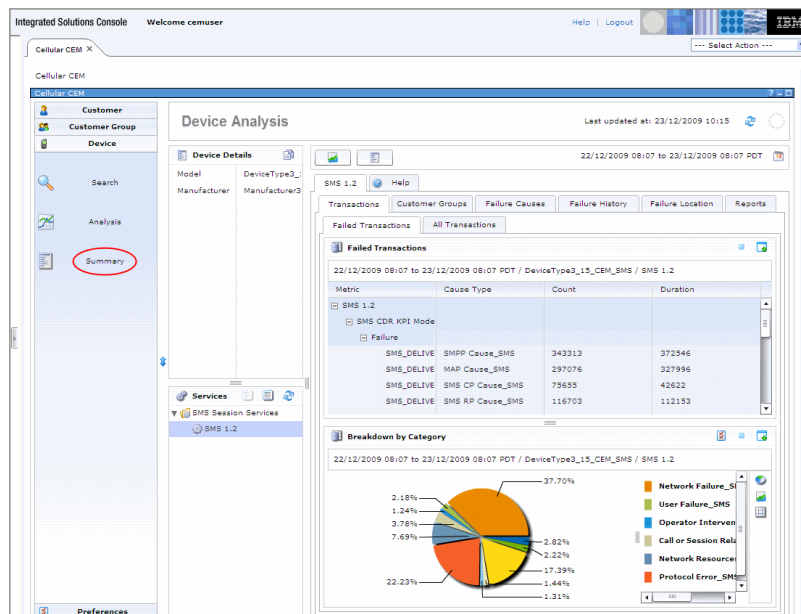 Integrated Solutions Console Welcome cemuser Help | Logout IBM
Cellular CEM
--- Select Action ---
Cellular CEM
Cellular CEM
Customer
Customer Group
Device
Search
Analysis
Summary
Preferences
Device Analysis Last updated at: 23/12/2009 10:15
Device Details
Model DeviceType3_
Manufacturer Manufacturer3
Services
SMS Session Services
SMS 1.2
22/12/2009 08:07 to 23/12/2009 08:07 PDT
SMS 1.2 Help
Transactions Customer Groups Failure Causes Failure History Failure Location Reports
Failed Transactions All Transactions
Failed Transactions
22/12/2009 08:07 to 23/12/2009 08:07 PDT / DeviceType3_15_CEM_SMS / SMS 1.2
Metric Cause Type Count Duration
SMS 1.2
SMS CDR KPI Mode
Failure
SMS_DELIVE SMPP Cause_SMS 343313 372546
SMS_DELIVE MAP Cause_SMS 297076 327996
SMS_DELIVE SMS CP Cause_SMS 75655 42622
SMS_DELIVE SMS RP Cause_SMS 116703 112153
Breakdown by Category
22/12/2009 08:07 to 23/12/2009 08:07 PDT / DeviceType3_15_CEM_SMS / SMS 1.2
37.70%
2.18%
1.24%
3.78%
7.69%
22.23%
2.82%
2.22%
17.39%
1.44%
1.31%
Network Failure_S
User Failure_SMS
Operator Interven
Call or Session Rela
Network Resources
Protocol Error_SMS